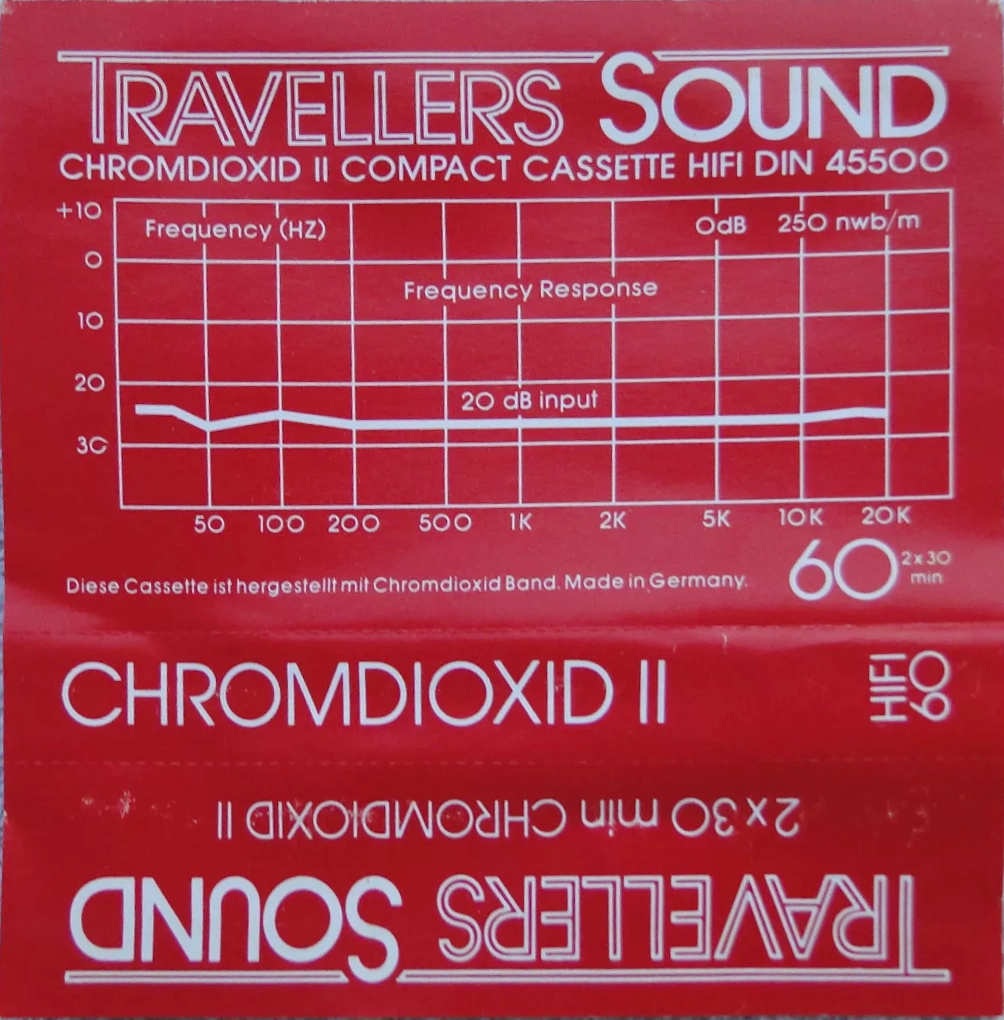 TRAVELLERS SOUND
CHROMDIOXID II COMPACT CASSETTE HIFI DIN 45500
+10
Frequency (HZ) 0dB 250 nwb/m
0
Frequency Response
10
20
20 dB input
30
50 100 200 500 1K 2K 5K 10K 20K
Diese Cassette ist hergestellt mit Chromdioxid Band. Made in Germany.
60 2x30
min
CHROMDIOXID II
HIFI
60
2x30 min CHROMDIOXID II
TRAVELLERS SOUND